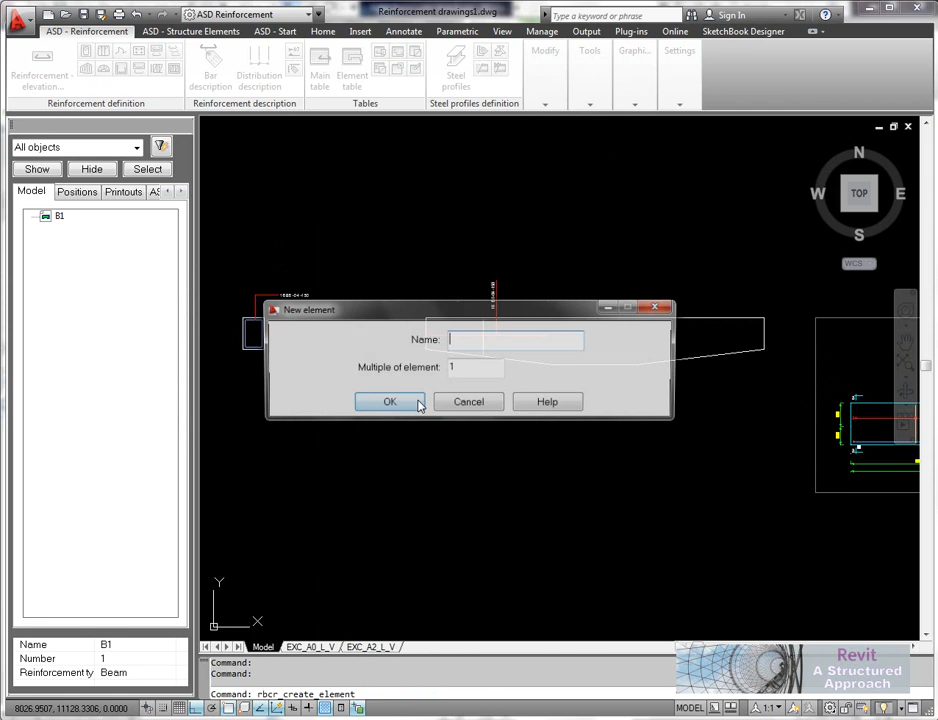 ASD Reinforcement
Reinforcement drawings1.dwg
Type a keyword or phrase
Sign In
ASD - Reinforcement
ASD - Structure Elements
ASD - Start
Home
Insert
Annotate
Parametric
View
Manage
Output
Plug-ins
Online
SketchBook Designer
Reinforcement - elevation...
Bar description
Distribution description
Main table
Element table
Steel profiles
Modify
Tools
Graphi...
Settings
Reinforcement definition
Reinforcement description
Tables
Steel profiles definition
All objects
Show
Hide
Select
Model
Positions
Printouts
AS
B1
N
W
TOP
E
S
WCS
New element
Name:
Multiple of element:
1
OK
Cancel
Help
Y
X
Model
EXC_A0_L_V
EXC_A2_L_V
Name
B1
Number
1
Reinforcement ty
Beam
Command:
Command:
Command: rbcr_create_element
Revit
A Structured
Approach
8026.9507, 11128.3306, 0.0000
MODEL
1:1